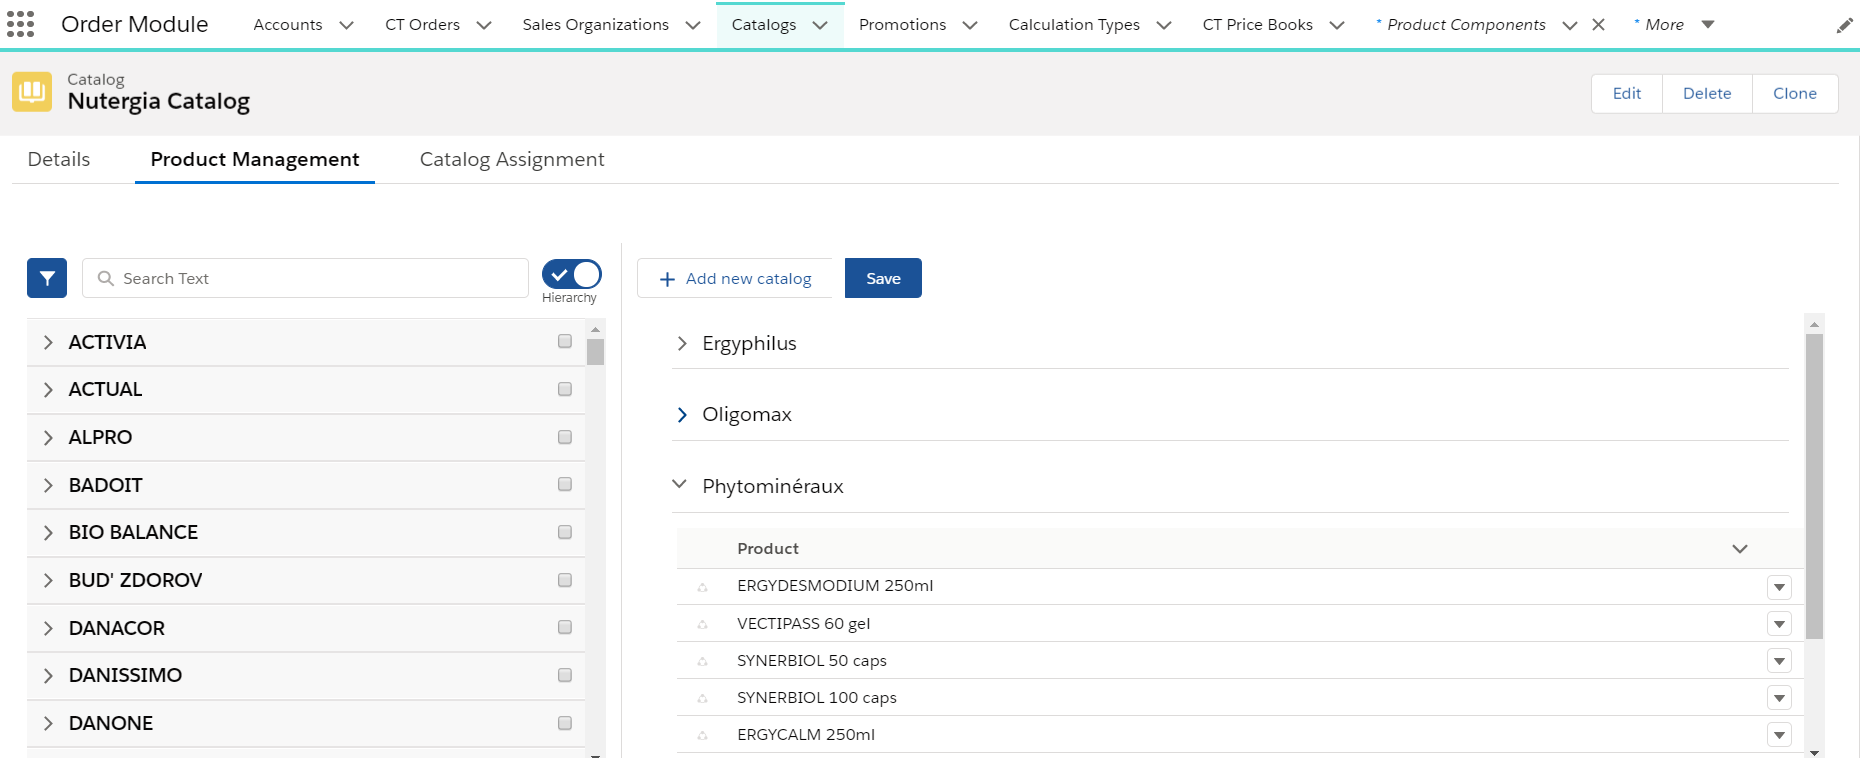 Order Module Accounts CT Orders Sales Organizations Catalogs Promotions Calculation Types CT Price Books * Product Components * More
Catalog
Nutergia Catalog
Edit Delete Clone
Details Product Management Catalog Assignment
Search Text
Hierarchy
ACTIVIA
ACTUAL
ALPRO
BADOIT
BIO BALANCE
BUD' ZDOROV
DANACOR
DANISSIMO
DANONE
+ Add new catalog Save
Ergyphilus
Oligomax
Phytominéraux
Product
ERGYDESMODIUM 250ml
VECTIPASS 60 gel
SYNERBIOL 50 caps
SYNERBIOL 100 caps
ERGYCALM 250ml